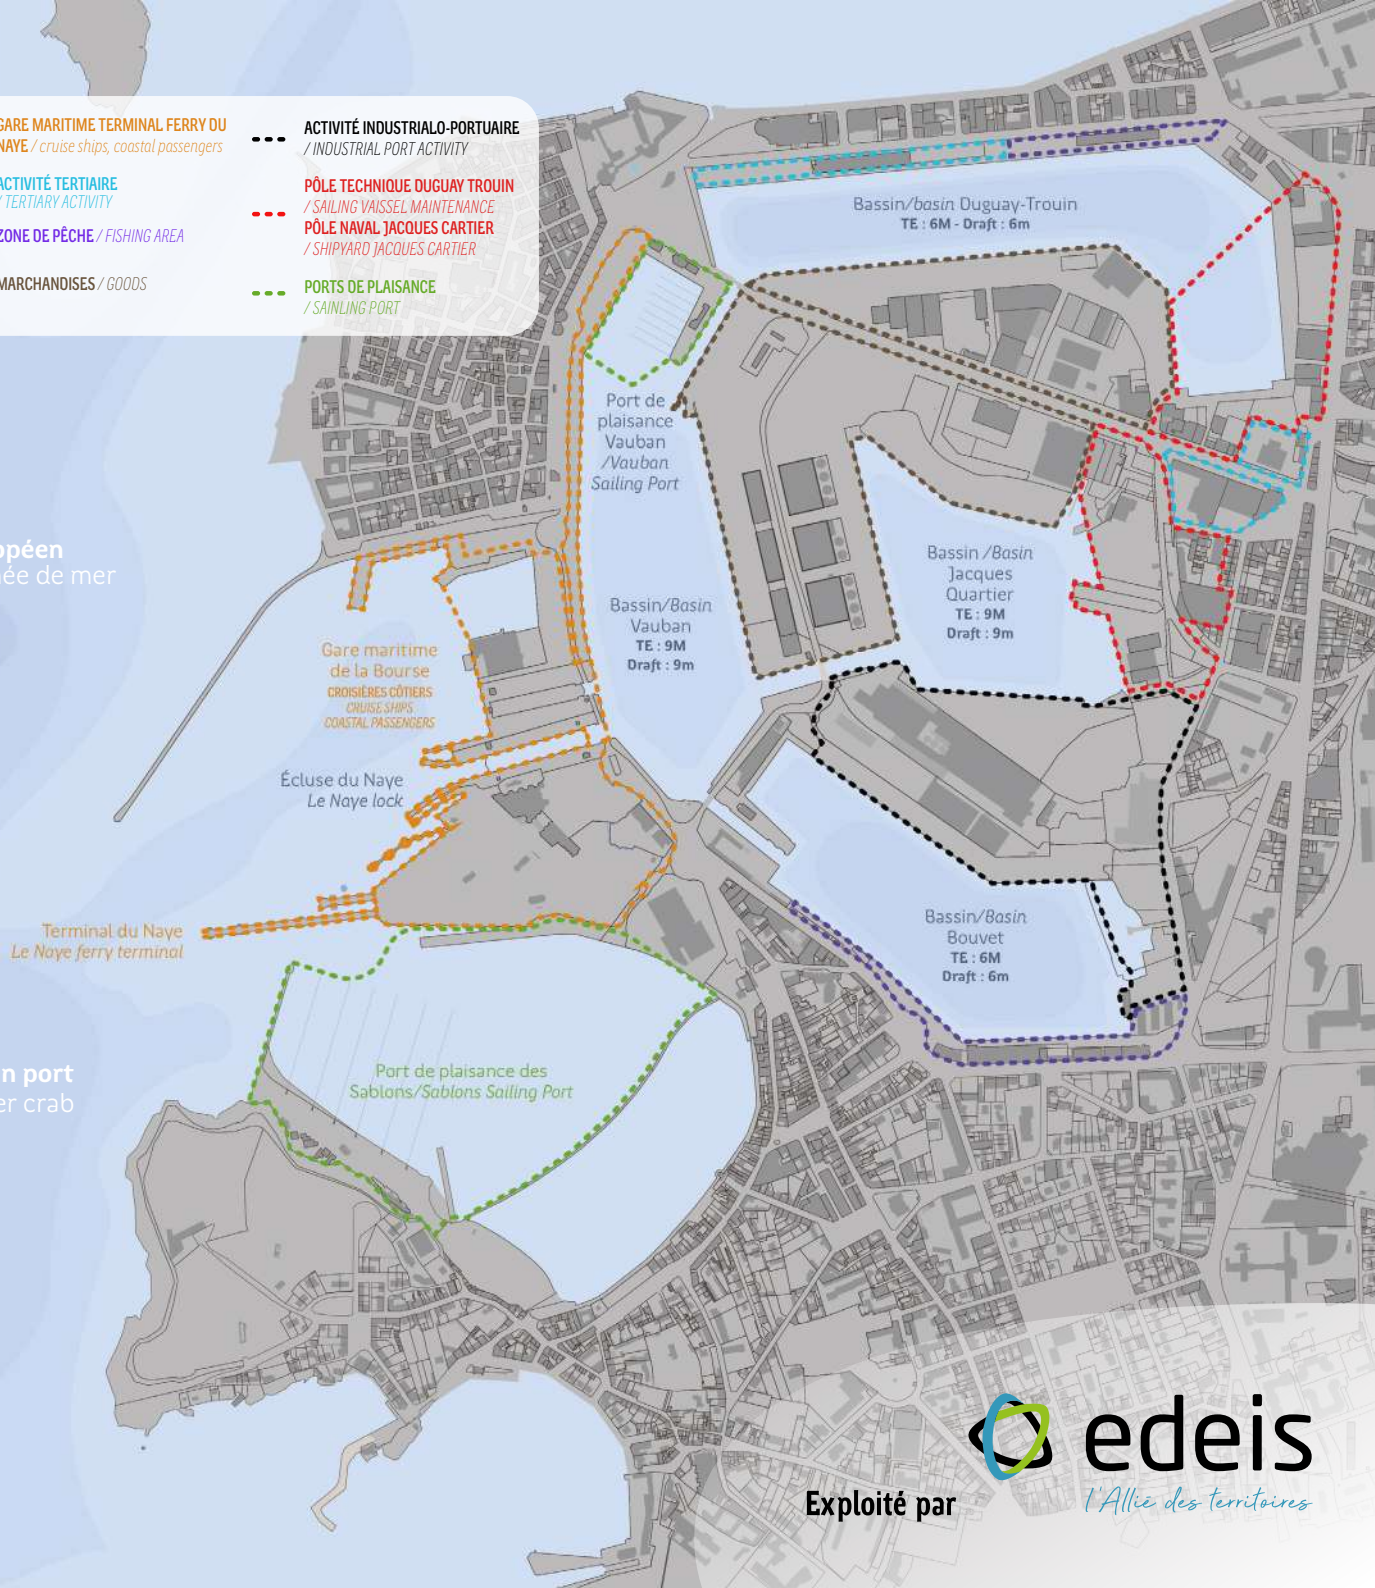 GARE MARITIME TERMINAL FERRY DU
NAYE / cruise ships, coastal passengers
ACTIVITÉ TERTIAIRE
/ TERTIARY ACTIVITY
ZONE DE PÊCHE / FISHING AREA
MARCHANDISES / GOODS
ACTIVITÉ INDUSTRIALO-PORTUAIRE
/ INDUSTRIAL PORT ACTIVITY
PÔLE TECHNIQUE DUGUAY TROUIN
/ SAILING VAISSEL MAINTENANCE
PÔLE NAVAL JACQUES CARTIER
/ SHIPYARD JACQUES CARTIER
PORTS DE PLAISANCE
/ SAINLING PORT
Bassin/basin Duguay-Trouin
TE : 6M - Draft : 6m
Port de
plaisance
Vauban
/Vauban
Sailing Port
Bassin /Basin
Jacques
Quartier
TE : 9M
Draft : 9m
Bassin/Basin
Vauban
TE : 9M
Draft : 9m
opéen
ée de mer
Gare maritime
de la Bourse
CROISIÈRES CÔTIERS
CRUISE SHIPS
COASTAL PASSENGERS
Écluse du Naye
Le Naye lock
Terminal du Naye
Le Naye ferry terminal
Bassin/Basin
Bouvet
TE : 6M
Draft : 6m
n port
er crab
Port de plaisance des
Sablons/Sablons Sailing Port
Exploité par
edeis
l'Allié des territoires